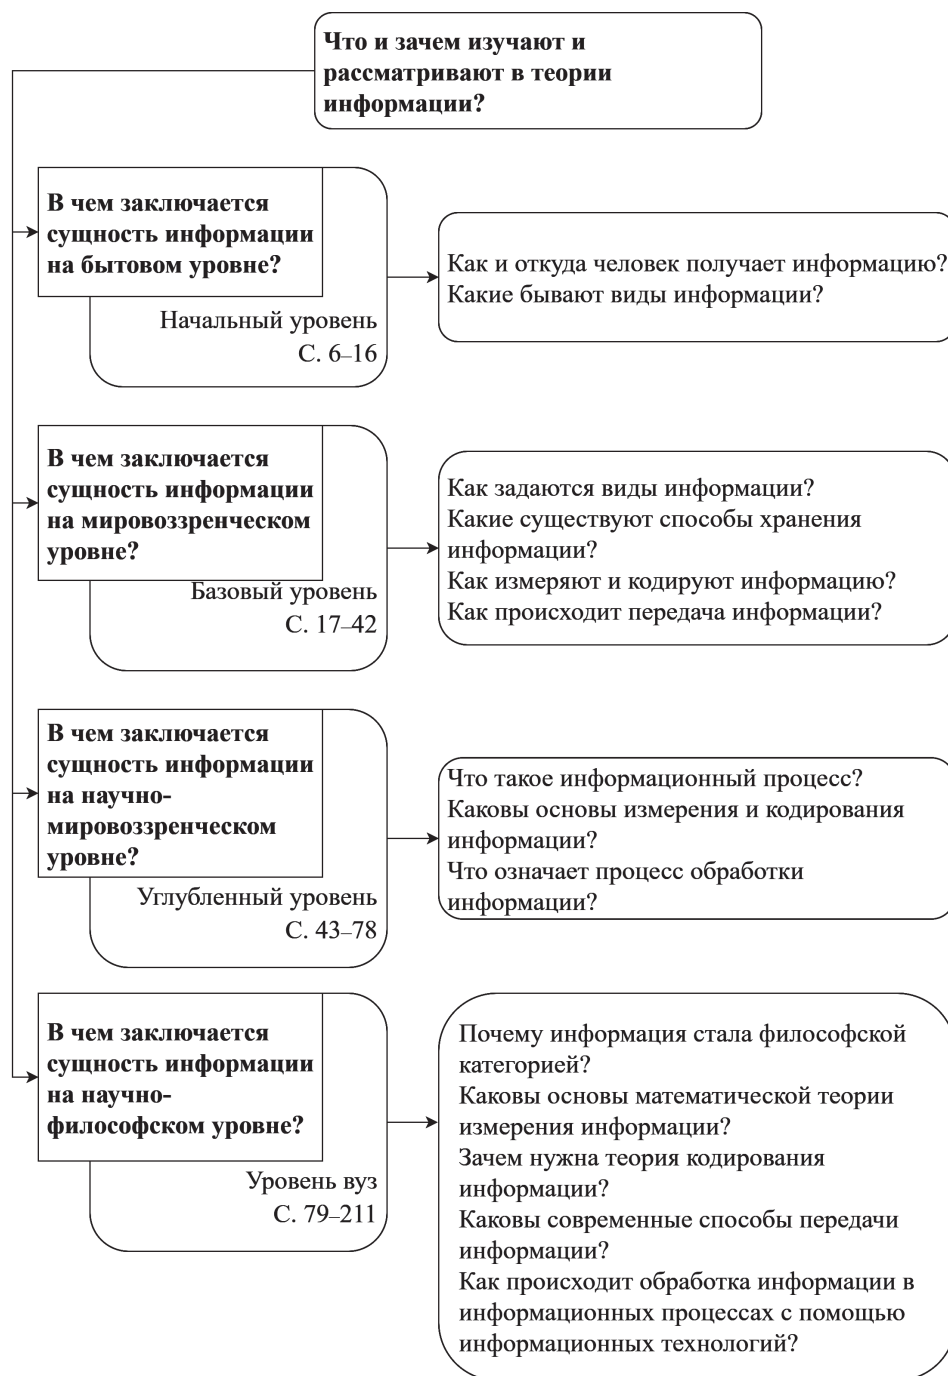 Что и зачем изучают и
рассматривают в теории
информации?
В чем заключается
сущность информации
на бытовом уровне?
Начальный уровень
С. 6–16
Как и откуда человек получает информацию?
Какие бывают виды информации?
В чем заключается
сущность информации
на мировоззренческом
уровне?
Базовый уровень
С. 17–42
Как задаются виды информации?
Какие существуют способы хранения
информации?
Как измеряют и кодируют информацию?
Как происходит передача информации?
В чем заключается
сущность информации
на научно-
мировоззренческом
уровне?
Углубленный уровень
С. 43–78
Что такое информационный процесс?
Каковы основы измерения и кодирования
информации?
Что означает процесс обработки
информации?
В чем заключается
сущность информации
на научно-
философском уровне?
Уровень вуз
С. 79–211
Почему информация стала философской
категорией?
Каковы основы математической теории
измерения информации?
Зачем нужна теория кодирования
информации?
Каковы современные способы передачи
информации?
Как происходит обработка информации в
информационных процессах с помощью
информационных технологий?